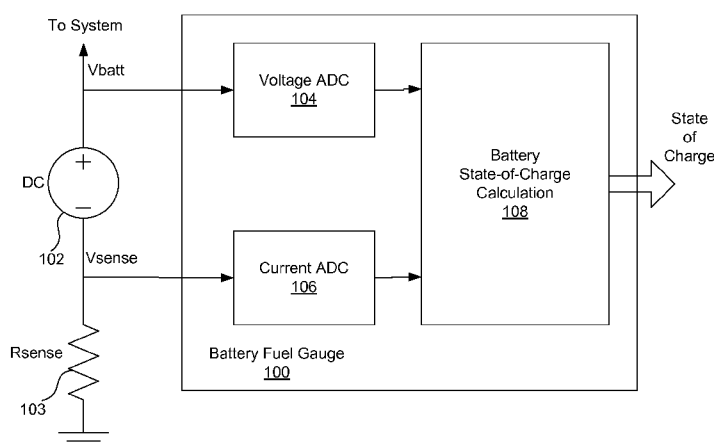 To System
Vbatt
Voltage ADC
104
State
of
Charge
Battery
State-of-Charge
Calculation
108
+
DC
−
102
Vsense
Current ADC
106
Rsense
Battery Fuel Gauge
100
103